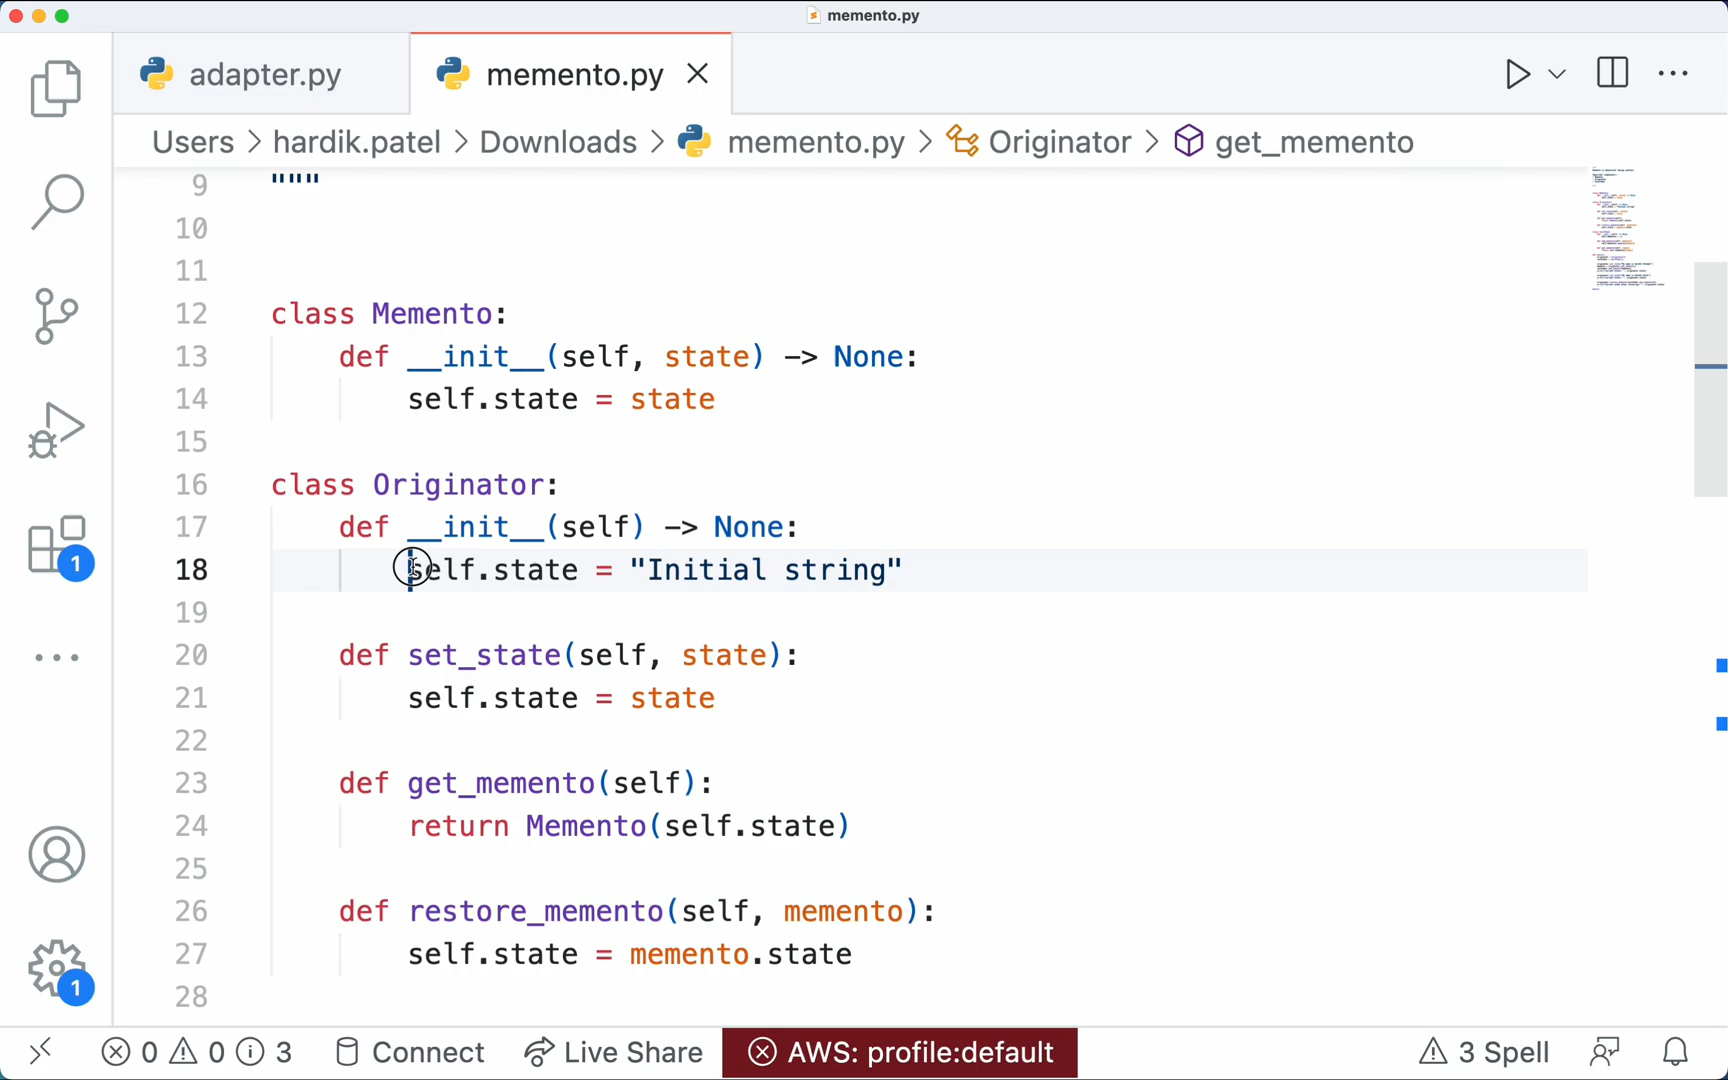 memento.py
adapter.py
memento.py
Users > hardik.patel > Downloads > memento.py > Originator > get_memento
9 """
10
11
12 class Memento:
13 def __init__(self, state) -> None:
14 self.state = state
15
16 class Originator:
17 def __init__(self) -> None:
18 self.state = "Initial string"
19
20 def set_state(self, state):
21 self.state = state
22
23 def get_memento(self):
24 return Memento(self.state)
25
26 def restore_memento(self, memento):
27 self.state = memento.state
28
1
1
0 0 3 Connect Live Share AWS: profile:default 3 Spell